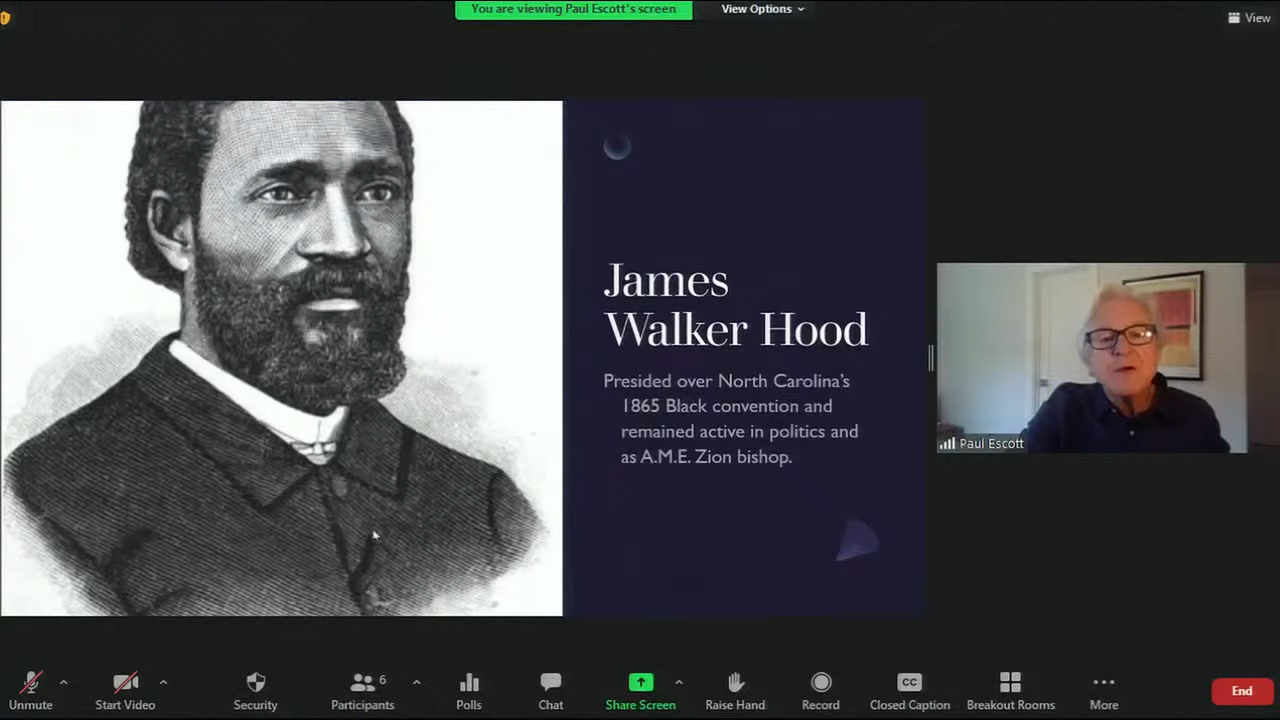 You are viewing Paul Escott's screen
View Options
View
James
Walker Hood
Presided over North Carolina's
1865 Black convention and
remained active in politics and
as A.M.E. Zion bishop.
Paul Escott
Unmute
Start Video
Security
Participants
6
Polls
Chat
Share Screen
Raise Hand
Record
CC
Closed Caption
Breakout Rooms
More
End